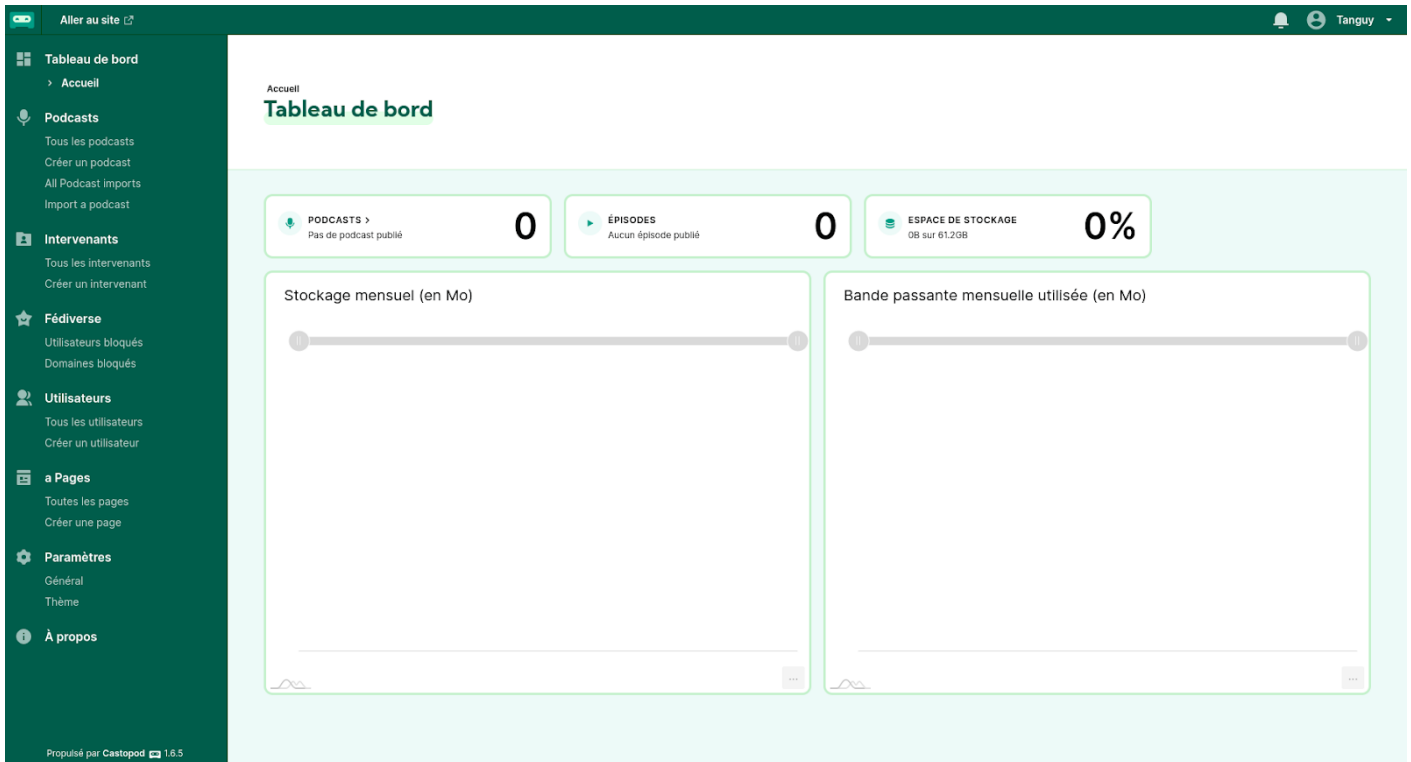 Aller au site
Tanguy
Tableau de bord
Accueil
Podcasts
Tous les podcasts
Créer un podcast
All Podcast imports
Import a podcast
Intervenants
Tous les intervenants
Créer un intervenant
Fédiverse
Utilisateurs bloqués
Domaines bloqués
Utilisateurs
Tous les utilisateurs
Créer un utilisateur
a Pages
Toutes les pages
Créer une page
Paramètres
Général
Thème
À propos
Propulsé par Castopod 1.6.5
Accueil
Tableau de bord
PODCASTS >
Pas de podcast publié
0
ÉPISODES
Aucun épisode publié
0
ESPACE DE STOCKAGE
0B sur 61.2GB
0%
Stockage mensuel (en Mo)
...
Bande passante mensuelle utilisée (en Mo)
...